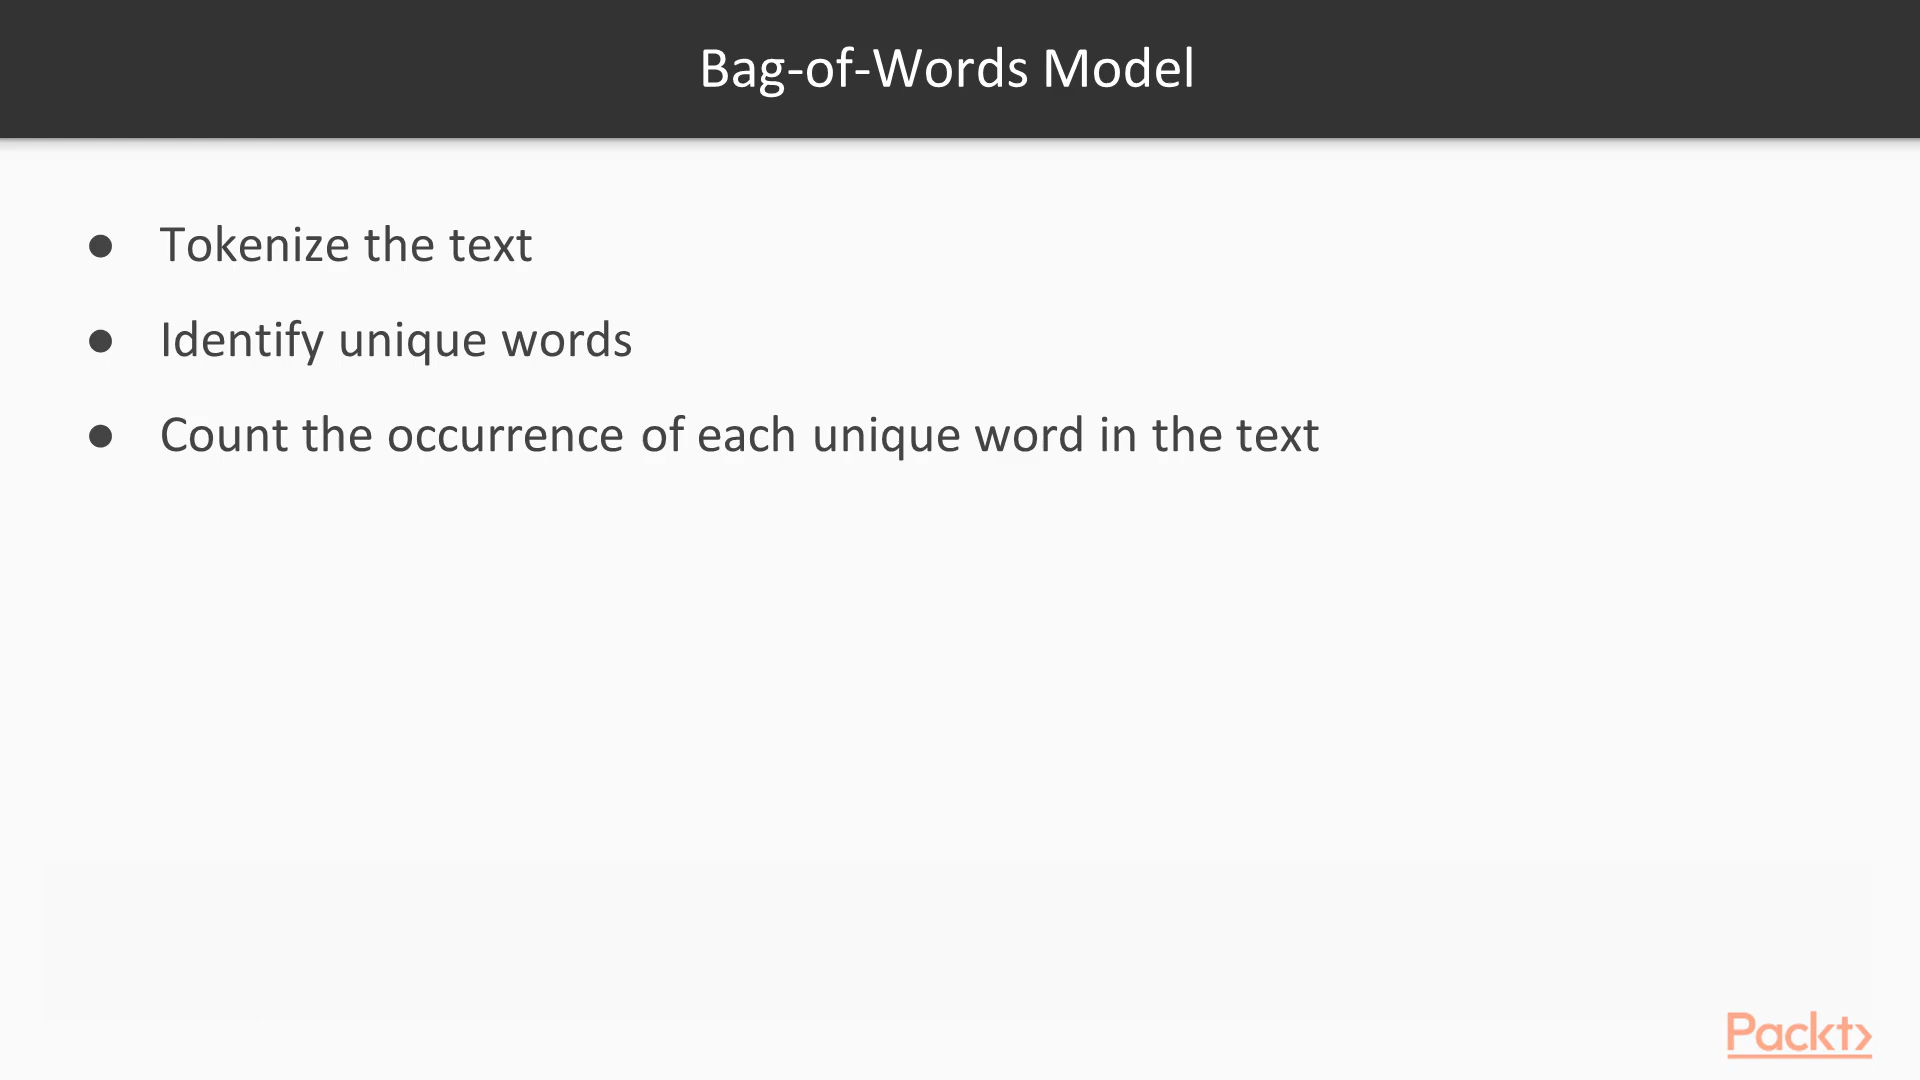 Bag-of-Words Model
● Tokenize the text
● Identify unique words
● Count the occurrence of each unique word in the text
Packt>